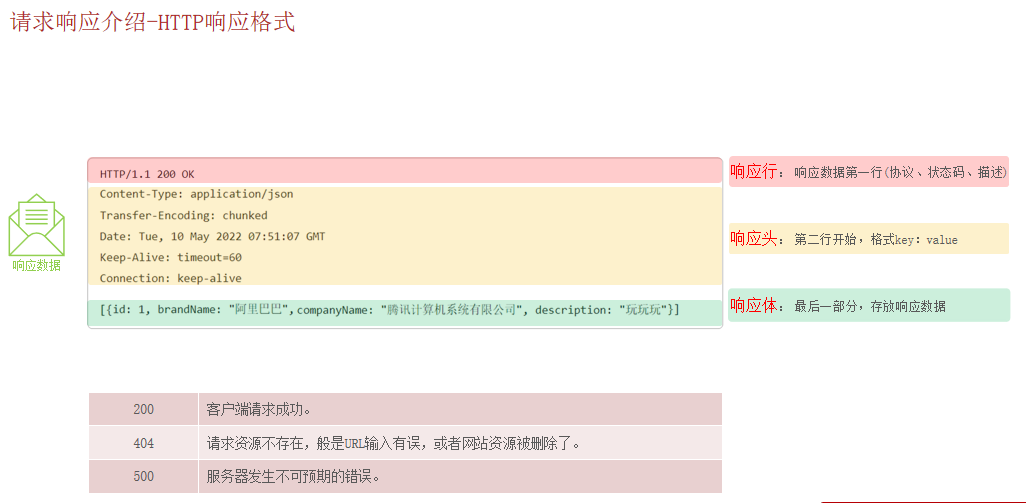 请求响应介绍-HTTP响应格式
HTTP/1.1 200 OK
响应行：响应数据第一行(协议、状态码、描述)
Content-Type: application/json
Transfer-Encoding: chunked
Date: Tue, 10 May 2022 07:51:07 GMT
Keep-Alive: timeout=60
Connection: keep-alive
响应头：第二行开始，格式key：value
响应数据
[{id: 1, brandName: "阿里巴巴",companyName: "腾讯计算机系统有限公司", description: "玩玩玩"}]
响应体：最后一部分，存放响应数据
200 客户端请求成功。
404 请求资源不存在，般是URL输入有误，或者网站资源被删除了。
500 服务器发生不可预期的错误。